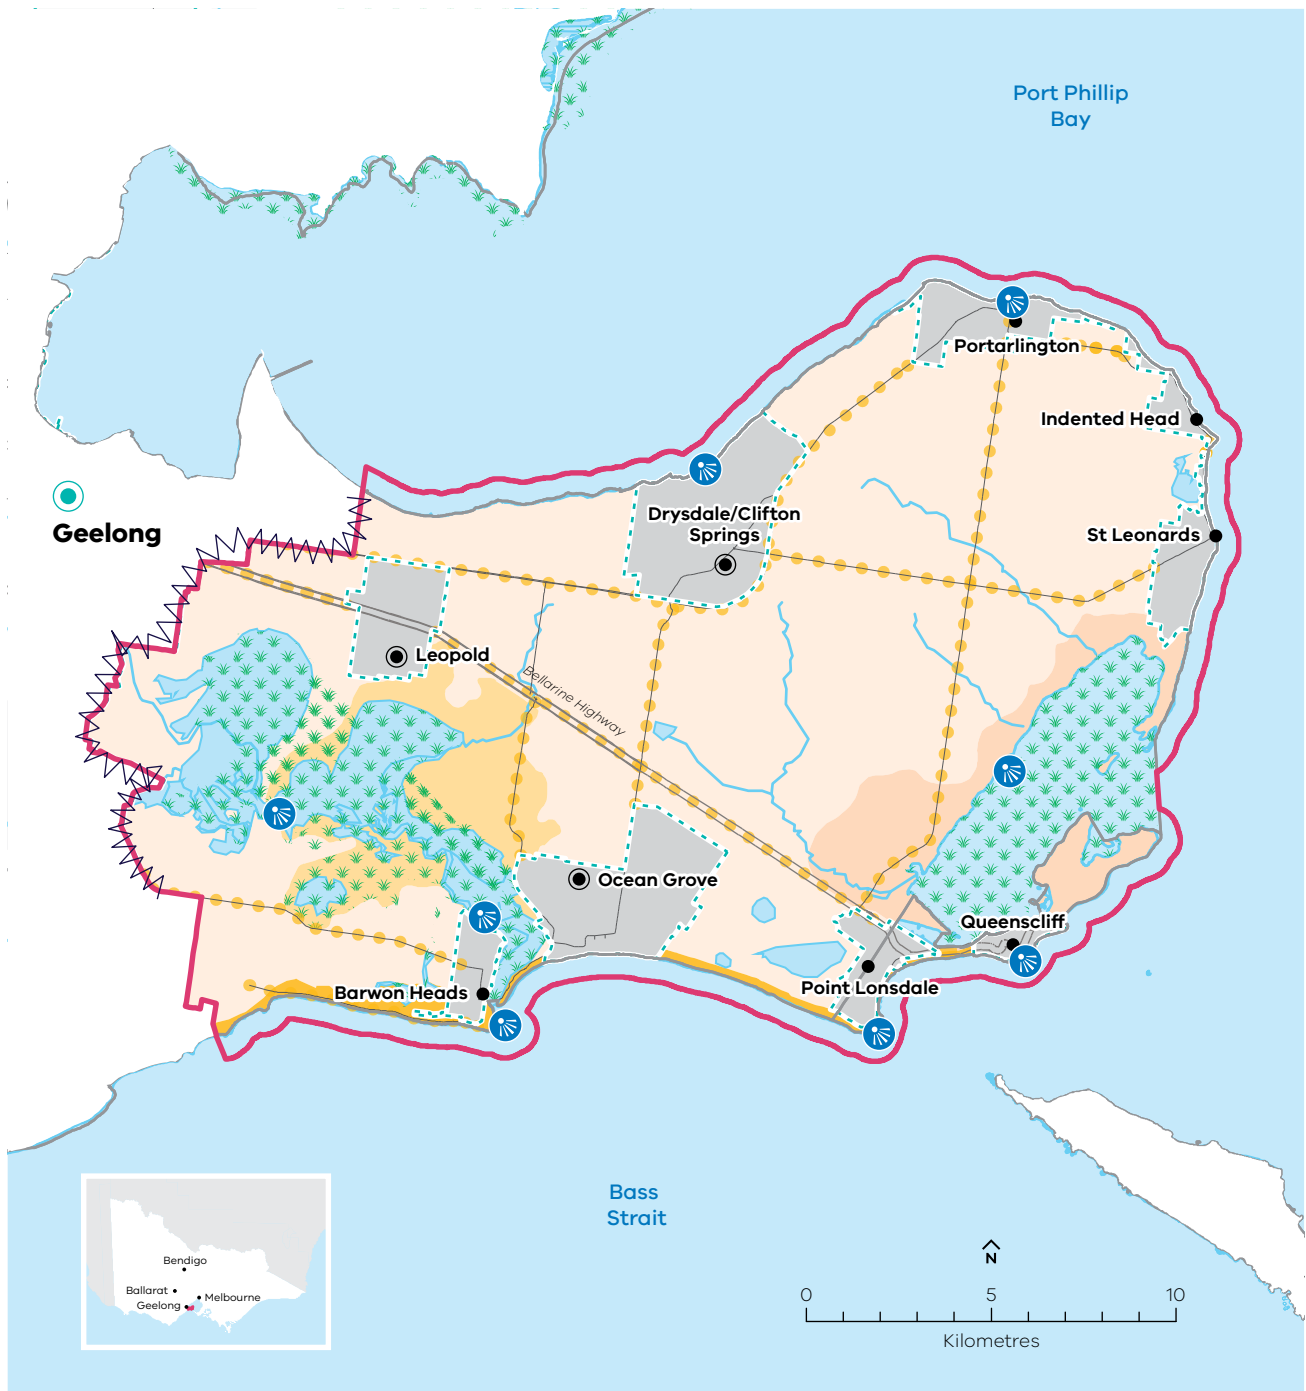 Port Phillip
Bay
Portarlington
Indented Head
Geelong
Drysdale/Clifton
Springs
St Leonards
Leopold
Bellarine Highway
Ocean Grove
Queenscliff
Point Lonsdale
Barwon Heads
Bass
Strait
Bendigo
Ballarat
Melbourne
Geelong
N
0 5 10
Kilometres